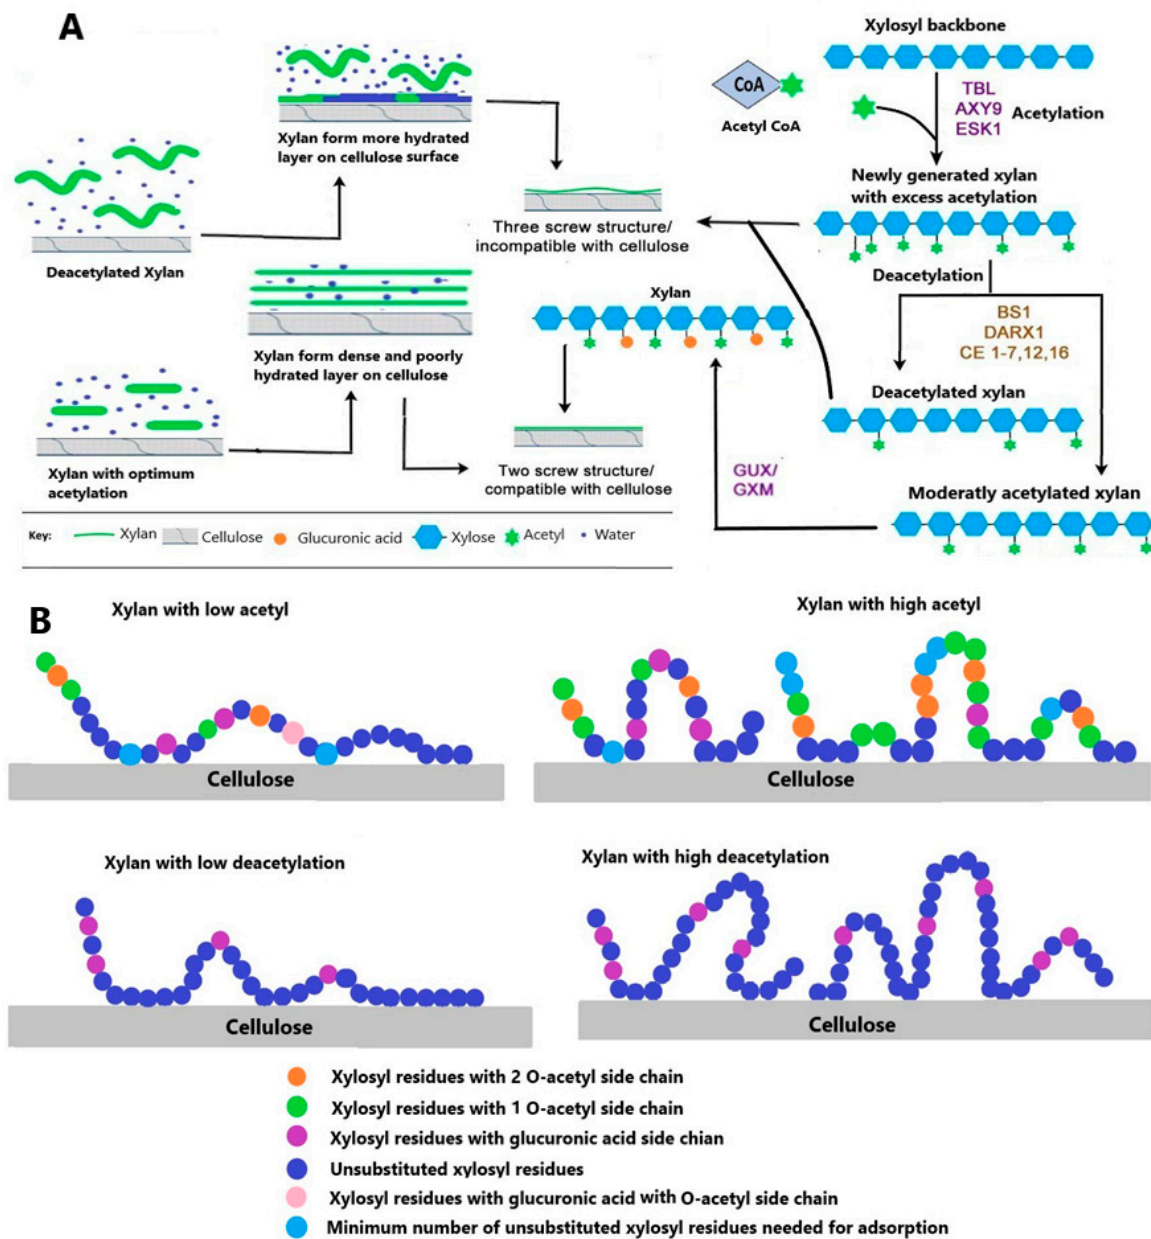 A
Xylosyl backbone
CoA
Acetyl CoA
TBL
AXY9
ESK1
Acetylation
Xylan form more hydrated
layer on cellulose surface
Newly generated xylan
with excess acetylation
Three screw structure/
incompatible with cellulose
Deacetylated Xylan
Deacetylation
BS1
DARX1
CE 1-7,12,16
Xylan
Xylan form dense and poorly
hydrated layer on cellulose
Deacetylated xylan
Xylan with optimum
acetylation
Two screw structure/
compatible with cellulose
GUX/
GXM
Moderatly acetylated xylan
Key: Xylan Cellulose Glucuronic acid Xylose Acetyl Water
B
Xylan with low acetyl
Xylan with high acetyl
Cellulose
Cellulose
Xylan with low deacetylation
Xylan with high deacetylation
Cellulose
Cellulose
Xylosyl residues with 2 O-acetyl side chain
Xylosyl residues with 1 O-acetyl side chain
Xylosyl residues with glucuronic acid side chian
Unsubstituted xylosyl residues
Xylosyl residues with glucuronic acid with O-acetyl side chain
Minimum number of unsubstituted xylosyl residues needed for adsorption